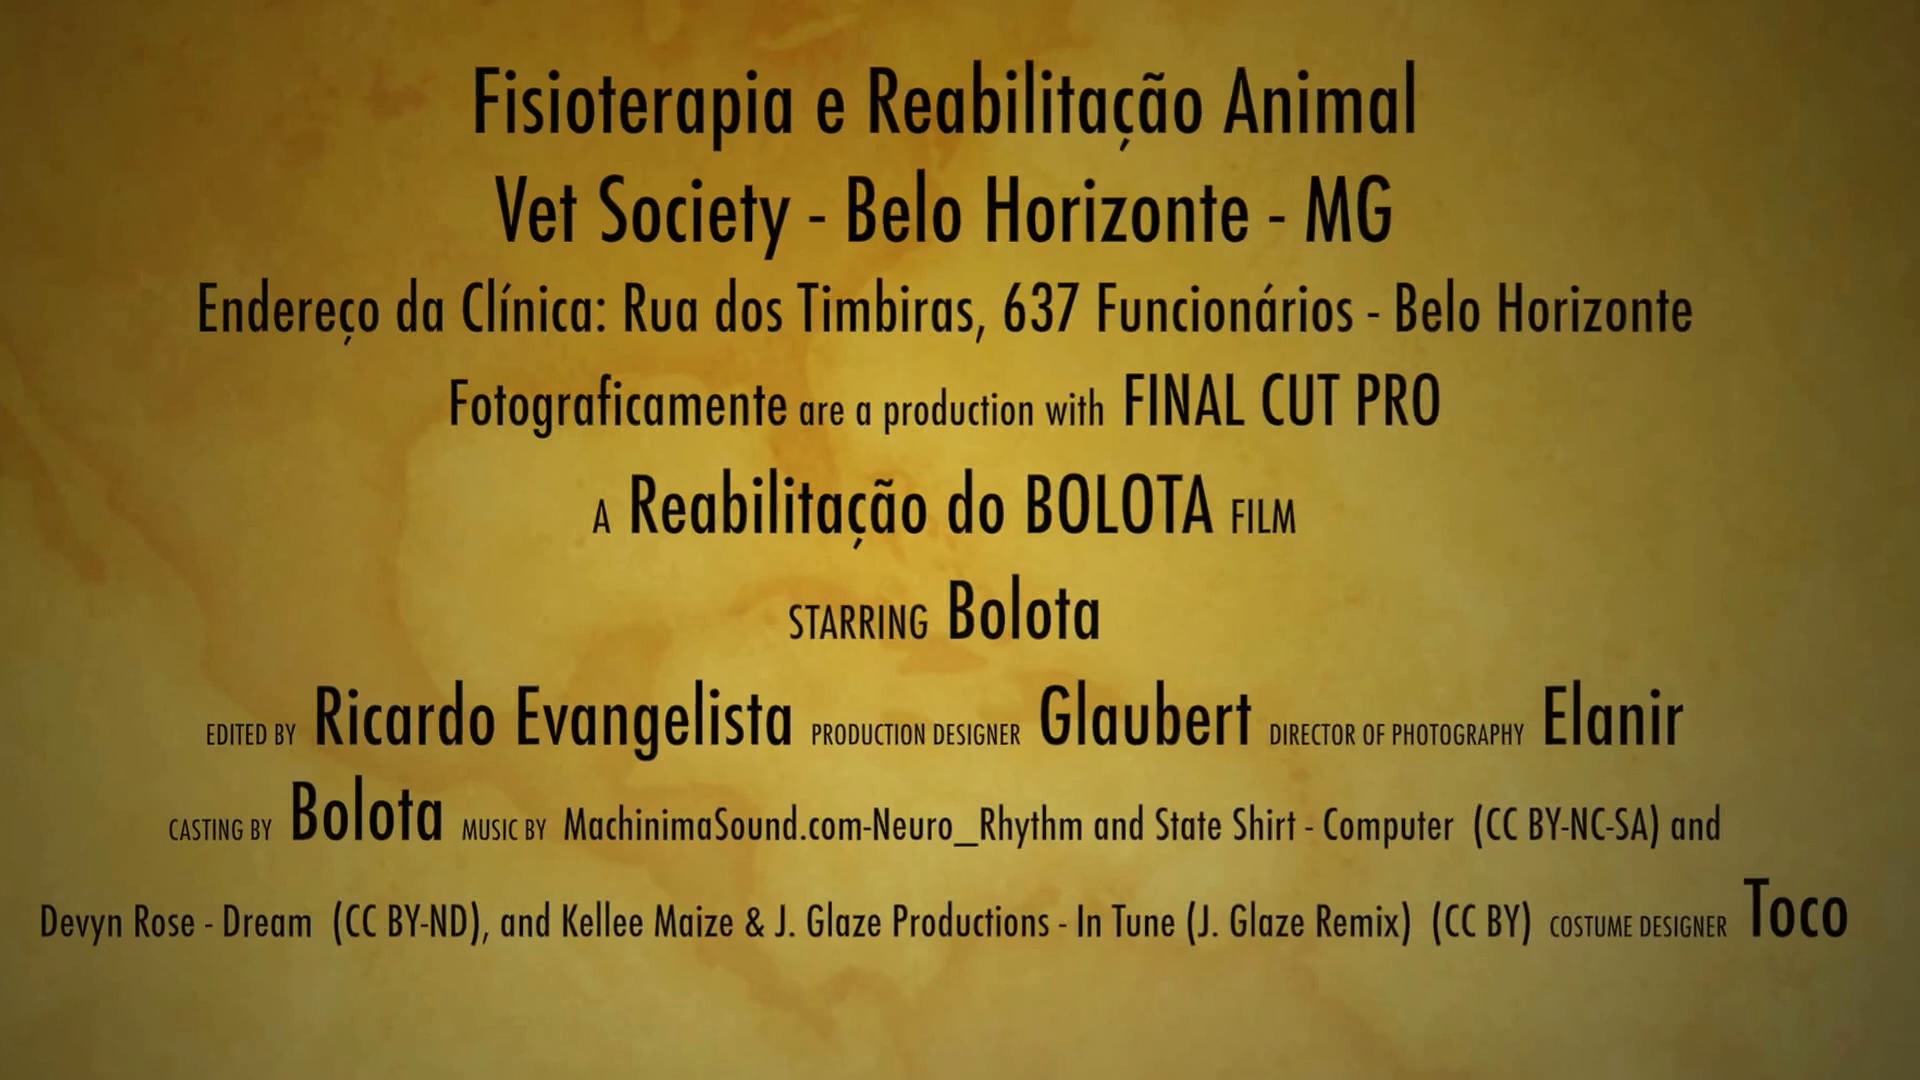 Fisioterapia e Reabilitação Animal
Vet Society - Belo Horizonte - MG
Endereço da Clínica: Rua dos Timbiras, 637 Funcionários - Belo Horizonte
Fotograficamente are a production with FINAL CUT PRO
A Reabilitação do BOLOTA FILM
STARRING Bolota
EDITED BY Ricardo Evangelista PRODUCTION DESIGNER Glaubert DIRECTOR OF PHOTOGRAPHY Elanir
CASTING BY Bolota MUSIC BY MachinimaSound.com-Neuro_Rhythm and State Shirt - Computer (CC BY-NC-SA) and
Devyn Rose - Dream (CC BY-ND), and Kellee Maize & J. Glaze Productions - In Tune (J. Glaze Remix) (CC BY) COSTUME DESIGNER Toco